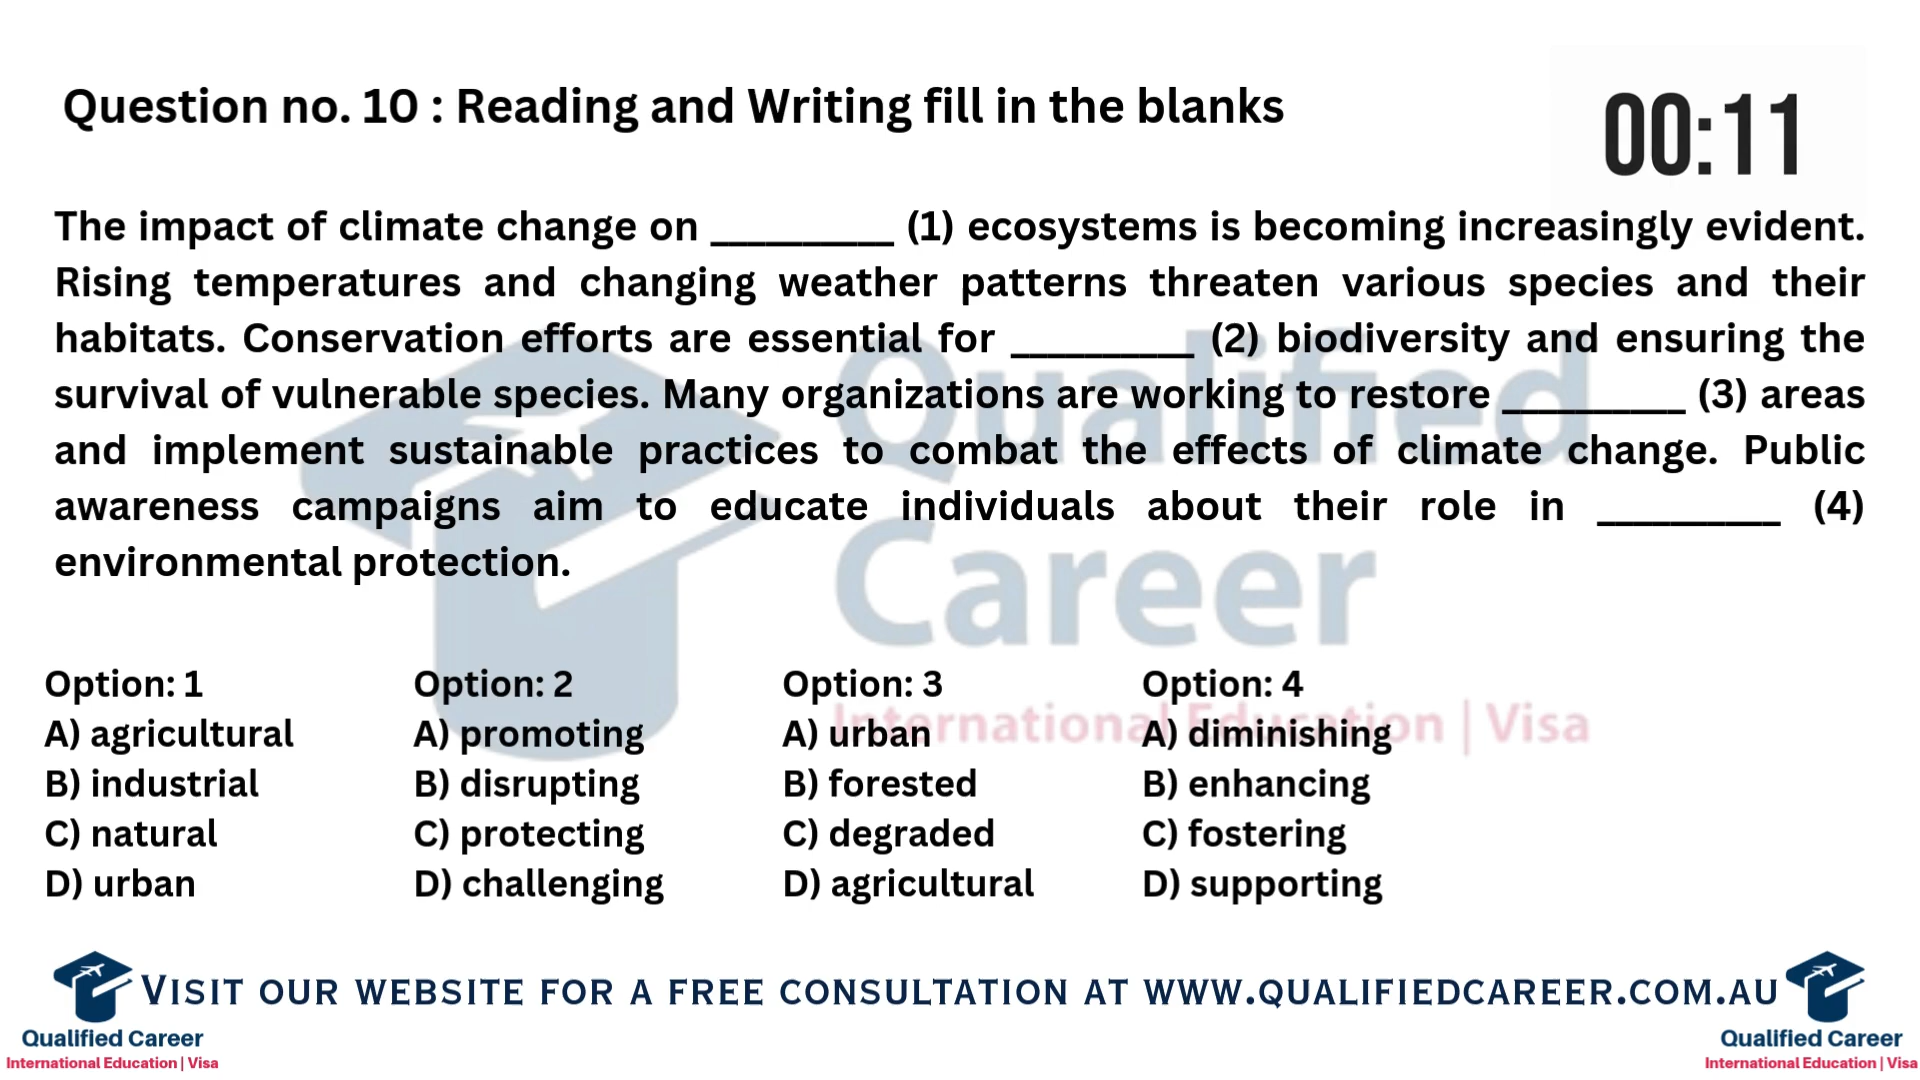 Question no. 10 : Reading and Writing fill in the blanks
00:11
The impact of climate change on __________ (1) ecosystems is becoming increasingly evident.
Rising temperatures and changing weather patterns threaten various species and their
habitats. Conservation efforts are essential for __________ (2) biodiversity and ensuring the
survival of vulnerable species. Many organizations are working to restore __________ (3) areas
and implement sustainable practices to combat the effects of climate change. Public
awareness campaigns aim to educate individuals about their role in __________ (4)
environmental protection.
Qualified
Career
International Education | Visa
Option: 1
A) agricultural
B) industrial
C) natural
D) urban
Option: 2
A) promoting
B) disrupting
C) protecting
D) challenging
Option: 3
A) urban
B) forested
C) degraded
D) agricultural
Option: 4
A) diminishing
B) enhancing
C) fostering
D) supporting
VISIT OUR WEBSITE FOR A FREE CONSULTATION AT WWW.QUALIFIEDCAREER.COM.AU
Qualified Career
International Education | Visa
Qualified Career
International Education | Visa